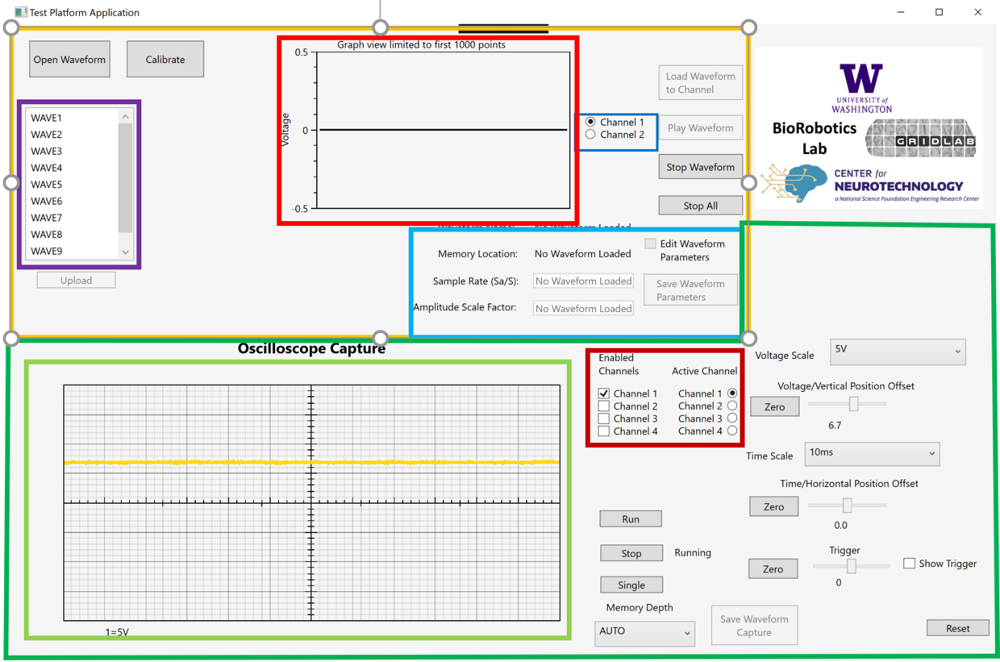 Test Platform Application
Open Waveform
Calibrate
WAVE1
WAVE2
WAVE3
WAVE4
WAVE5
WAVE6
WAVE7
WAVE8
WAVE9
Upload
Graph view limited to first 1000 points
0.5
0
-0.5
Voltage
Channel 1
Channel 2
Load Waveform
to Channel
Play Waveform
Stop Waveform
Stop All
Waveform Name: No Waveform Loaded
Memory Location: No Waveform Loaded
Sample Rate (Sa/S): No Waveform Loaded
Amplitude Scale Factor: No Waveform Loaded
Edit Waveform
Parameters
Save Waveform
Parameters
W
UNIVERSITY of
WASHINGTON
BioRobotics
Lab
GRIDLAB
CENTER for
NEUROTECHNOLOGY
a National Science Foundation Engineering Research Center
Oscilloscope Capture
1=5V
Enabled
Channels
Channel 1
Channel 2
Channel 3
Channel 4
Active Channel
Channel 1
Channel 2
Channel 3
Channel 4
Run
Stop
Running
Single
Memory Depth
AUTO
Save Waveform
Capture
Voltage Scale
5V
Voltage/Vertical Position Offset
Zero
6.7
Time Scale
10ms
Time/Horizontal Position Offset
Zero
0.0
Trigger
Zero
0
Show Trigger
Reset